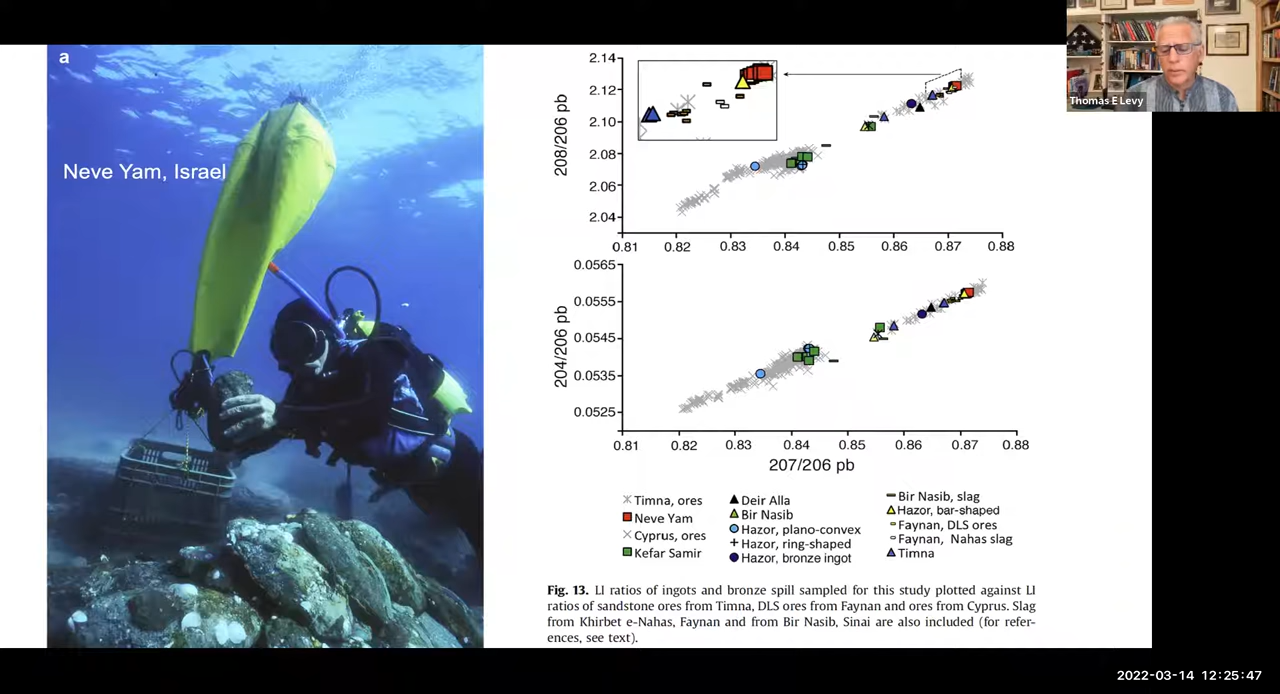 a
Neve Yam, Israel
Thomas E Levy
208/206 pb
2.14
2.12
2.10
2.08
2.06
2.04
0.81 0.82 0.83 0.84 0.85 0.86 0.87 0.88
204/206 pb
0.0565
0.0555
0.0545
0.0535
0.0525
0.81 0.82 0.83 0.84 0.85 0.86 0.87 0.88
207/206 pb
Timna, ores
Neve Yam
Cyprus, ores
Kefar Samir
Deir Alla
Bir Nasib
Hazor, plano-convex
Hazor, ring-shaped
Hazor, bronze ingot
Bir Nasib, slag
Hazor, bar-shaped
Faynan, DLS ores
Faynan, Nahas slag
Timna
Fig. 13. LI ratios of ingots and bronze spill sampled for this study plotted against LI
ratios of sandstone ores from Timna, DLS ores from Faynan and ores from Cyprus. Slag
from Khirbet e-Nahas, Faynan and from Bir Nasib, Sinai are also included (for refer-
ences, see text).
2022-03-14 12:25:47